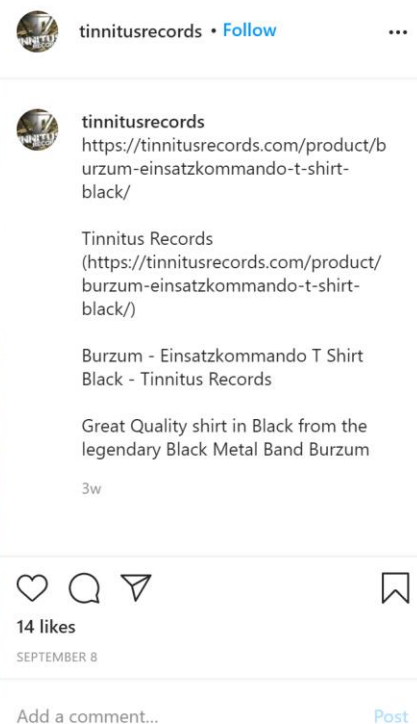 tinnitusrecords • Follow
tinnitusrecords
https://tinnitusrecords.com/product/b
urzum-einsatzkommando-t-shirt-
black/
Tinnitus Records
(https://tinnitusrecords.com/product/
burzum-einsatzkommando-t-shirt-
black/)
Burzum - Einsatzkommando T Shirt
Black - Tinnitus Records
Great Quality shirt in Black from the
legendary Black Metal Band Burzum
3w
14 likes
SEPTEMBER 8
Add a comment... Post